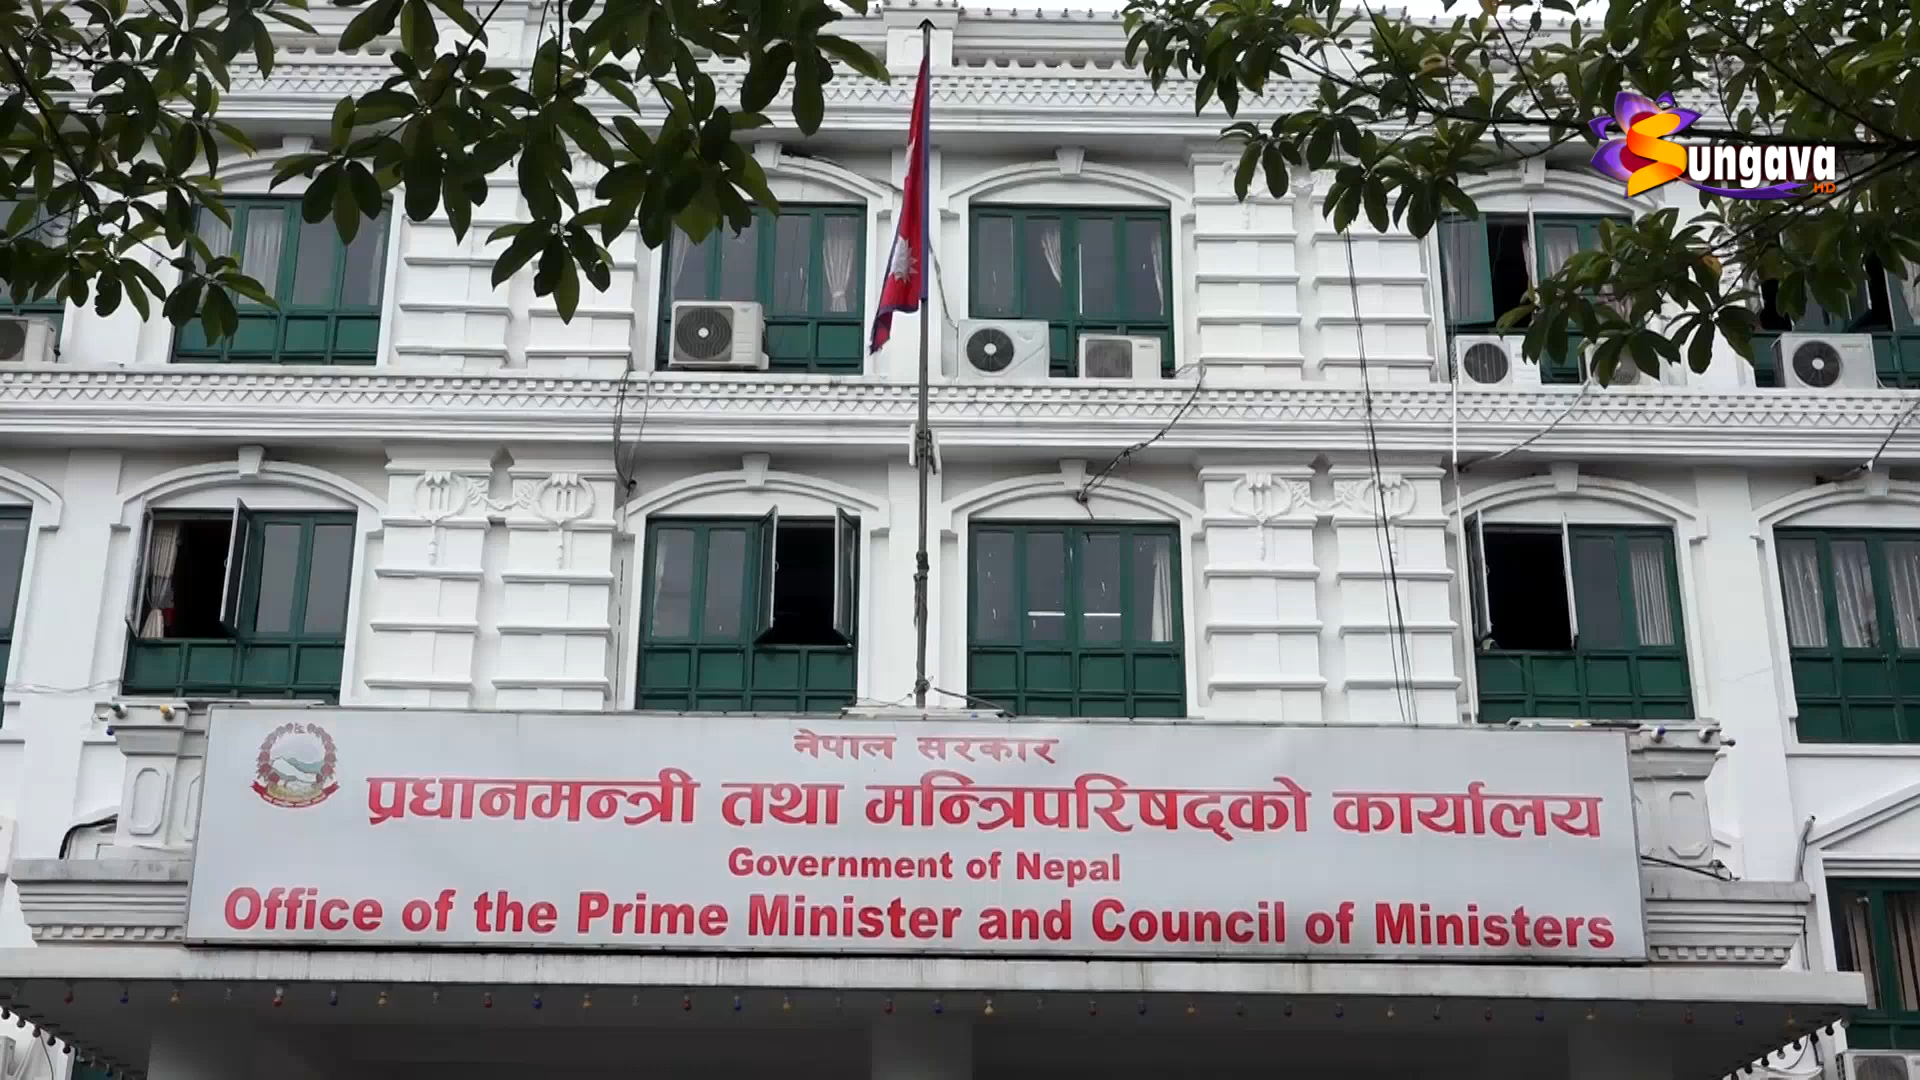 Sungava
HD
नेपाल सरकार
प्रधानमन्त्री तथा मन्त्रिपरिषद्को कार्यालय
Government of Nepal
Office of the Prime Minister and Council of Ministers